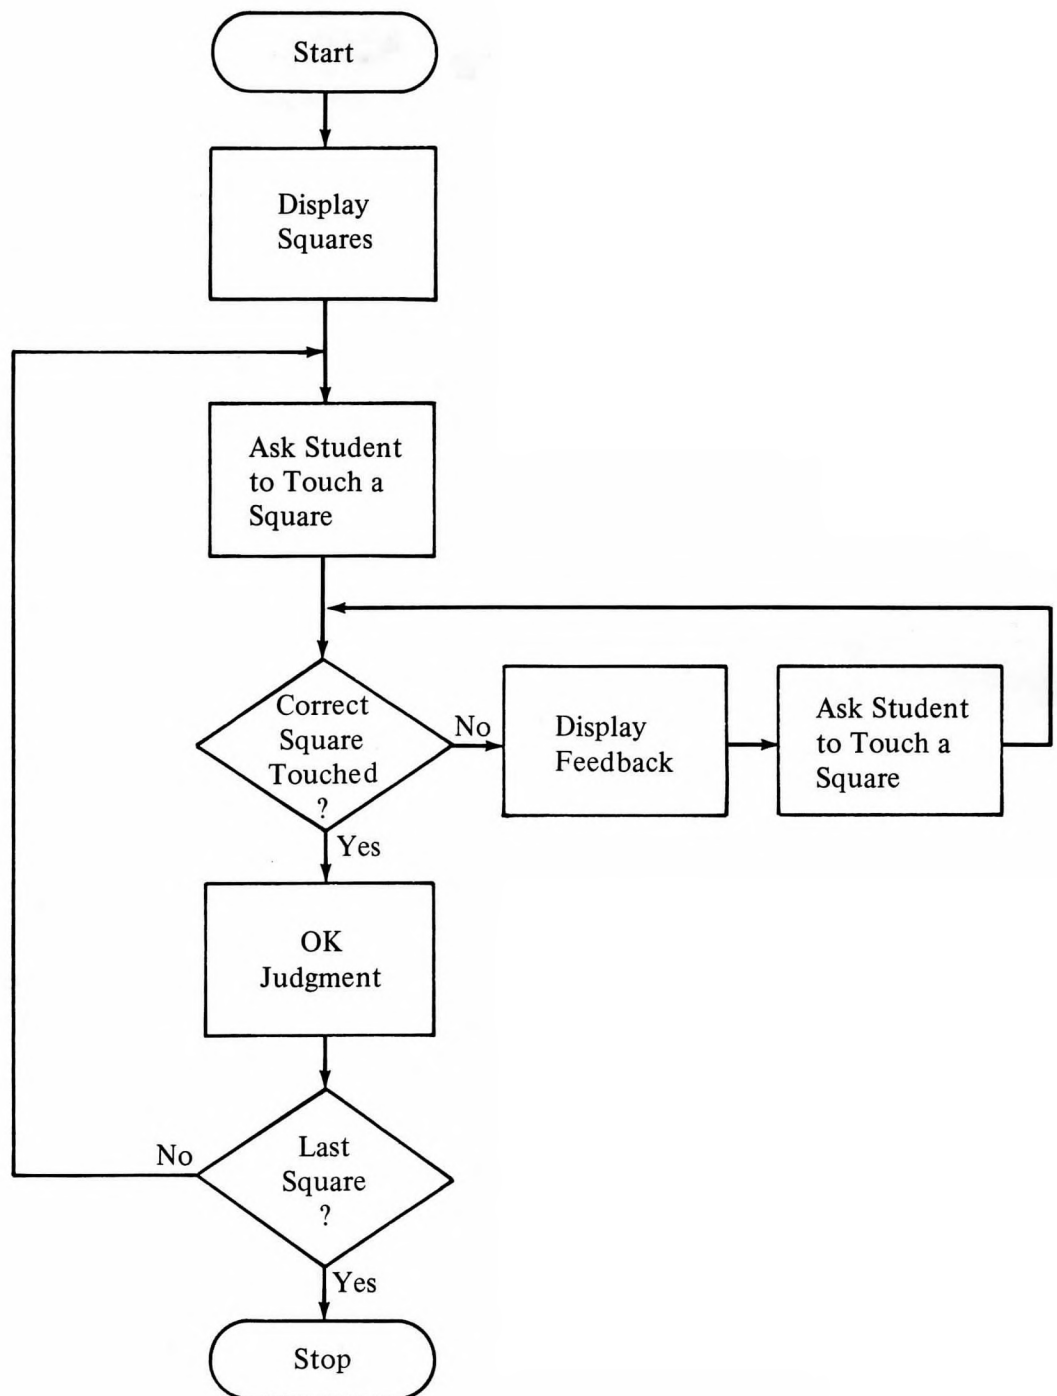 Start
Display
Squares
Ask Student
to Touch a
Square
Correct
Square
Touched
?
No
Display
Feedback
Ask Student
to Touch a
Square
Yes
OK
Judgment
Last
Square
?
No
Yes
Stop